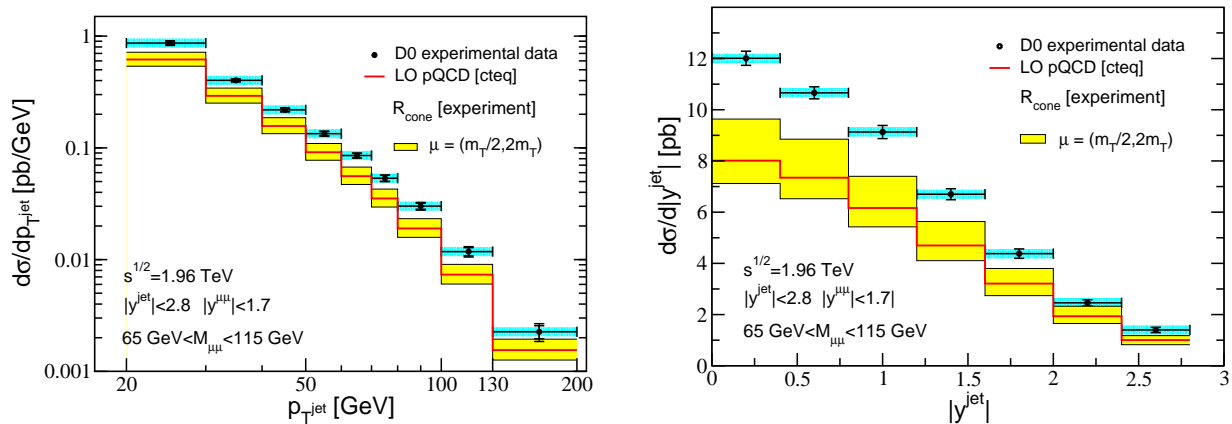 1
0.1
0.01
0.001
dσ/dp_T^jet [pb/GeV]
D0 experimental data
LO pQCD [cteq]
R_cone [experiment]
μ = (m_T/2,2m_T)
s^1/2=1.96 TeV
|y^jet|<2.8 |y^μμ|<1.7
65 GeV<M_μμ<115 GeV
20 50 100 130 200
p_T^jet [GeV]
14
12
10
8
6
4
2
0
dσ/d|y^jet| [pb]
D0 experimental data
LO pQCD [cteq]
R_cone [experiment]
μ = (m_T/2,2m_T)
s^1/2=1.96 TeV
|y^jet|<2.8 |y^μμ|<1.7|
65 GeV<M_μμ<115 GeV
0 0.5 1 1.5 2 2.5 3
|y^jet|